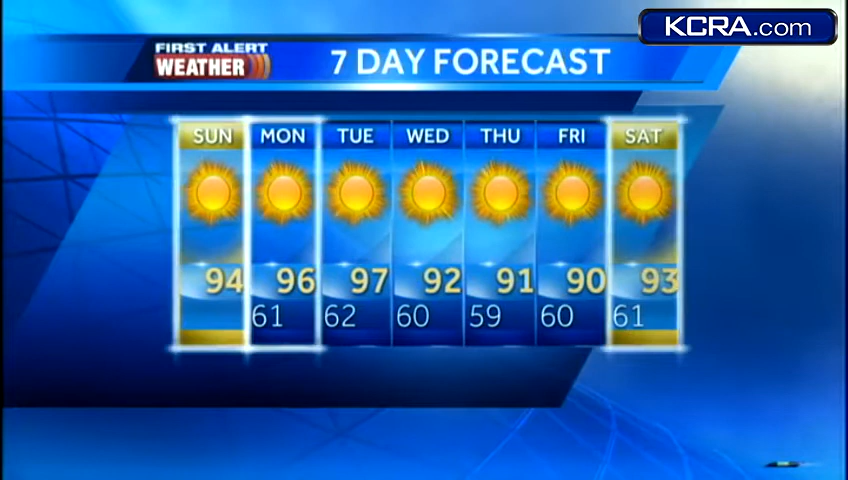 KCRA.com
FIRST ALERT
WEATHER
7 DAY FORECAST
SUN MON TUE WED THU FRI SAT
94 96 97 92 91 90 93
61 62 60 59 60 61